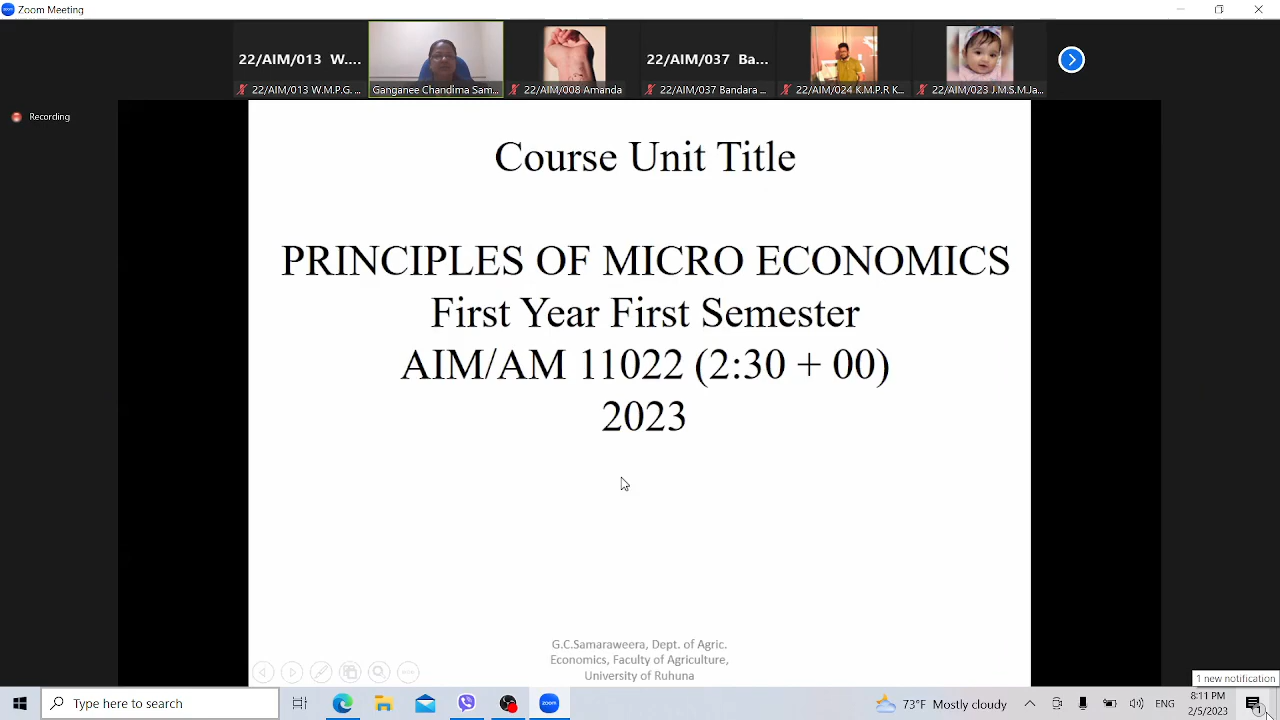 Zoom Meeting
22/AIM/013 W....
22/AIM/037 Ba...
22/AIM/013 W.M.P.G. ...
Ganganee Chandima Sam...
22/AIM/008 Amanda
22/AIM/037 Bandara ...
22/AIM/024 K.M.P.R K...
22/AIM/023 J.M.S.M.Ja...
Recording
Course Unit Title
PRINCIPLES OF MICRO ECONOMICS
First Year First Semester
AIM/AM 11022 (2:30 + 00)
2023
G.C.Samaraweera, Dept. of Agric.
Economics, Faculty of Agriculture,
University of Ruhuna
1 new notification
Type here to search
zoom
73°F Mostly cloudy
ENG
8:11 PM
2/5/2023
1